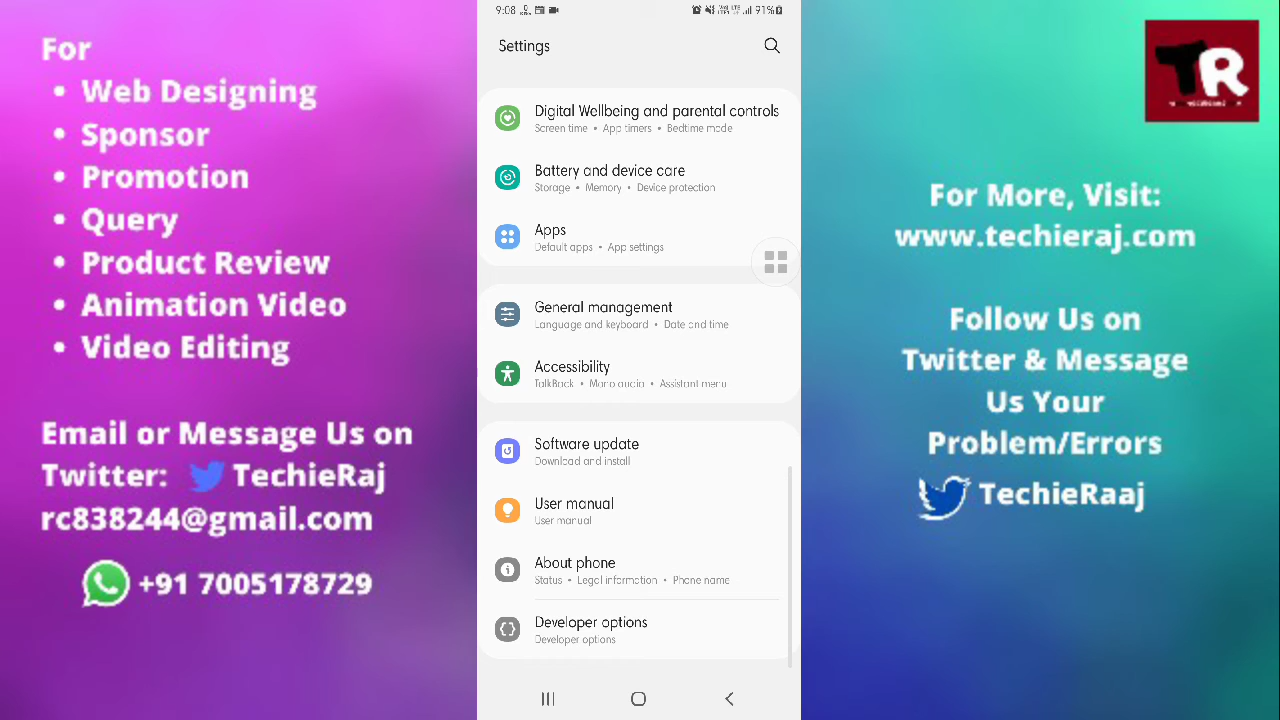 For
• Web Designing
• Sponsor
• Promotion
• Query
• Product Review
• Animation Video
• Video Editing
Email or Message Us on
Twitter: TechieRaj
rc838244@gmail.com
+91 7005178729
9:08
91%
Settings
Digital Wellbeing and parental controls
Screen time • App timers • Bedtime mode
Battery and device care
Storage • Memory • Device protection
Apps
Default apps • App settings
General management
Language and keyboard • Date and time
Accessibility
TalkBack • Mono audio • Assistant menu
Software update
Download and install
User manual
User manual
About phone
Status • Legal information • Phone name
Developer options
Developer options
TR
For More, Visit:
www.techieraj.com
Follow Us on
Twitter & Message
Us Your
Problem/Errors
TechieRaaj